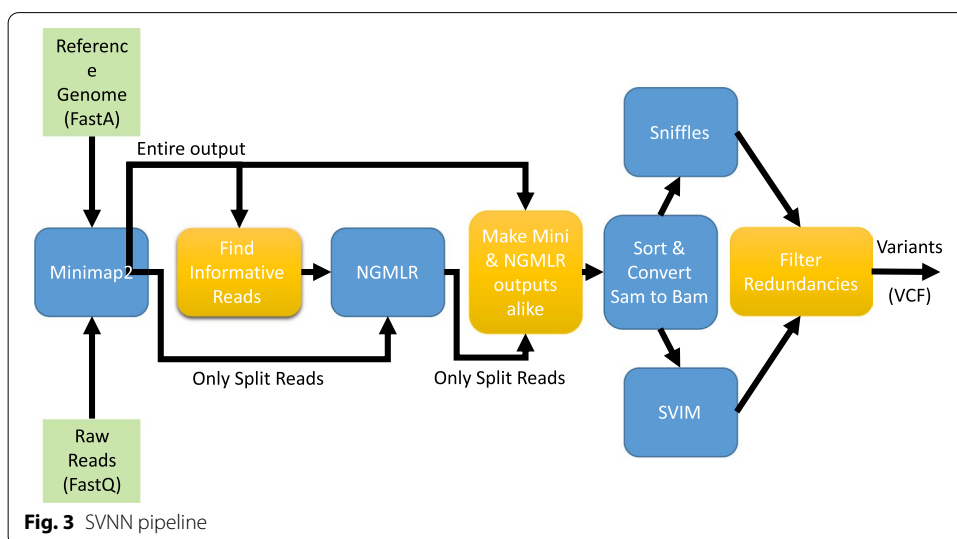 Referenc
e
Genome
(FastA)
Entire output
Minimap2
Find
Informative
Reads
NGMLR
Make Mini
& NGMLR
outputs
alike
Only Split Reads
Only Split Reads
Sniffles
Sort &
Convert
Sam to Bam
SVIM
Filter
Redundancies
Variants
(VCF)
Raw
Reads
(FastQ)
Fig. 3 SVNN pipeline